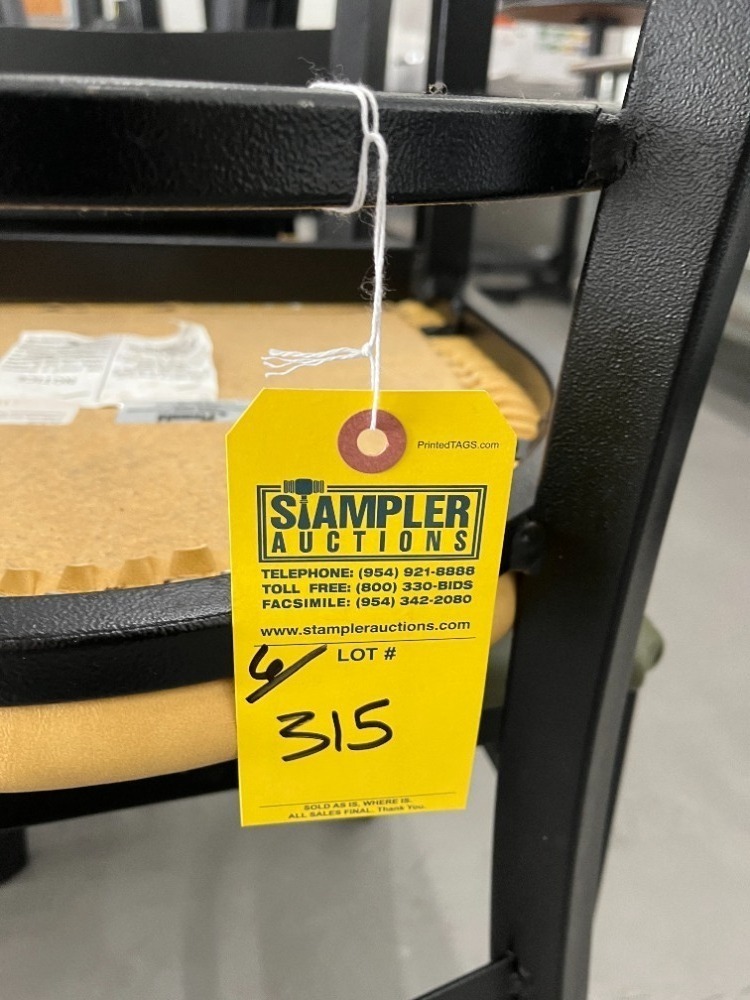 PrintedTAGS.com
STAMPLER
AUCTIONS
TELEPHONE: (954) 921-8888
TOLL FREE: (800) 330-BIDS
FACSIMILE: (954) 342-2080
www.stamplerauctions.com
6/ LOT #
315
SOLD AS IS, WHERE IS.
ALL SALES FINAL. Thank You.